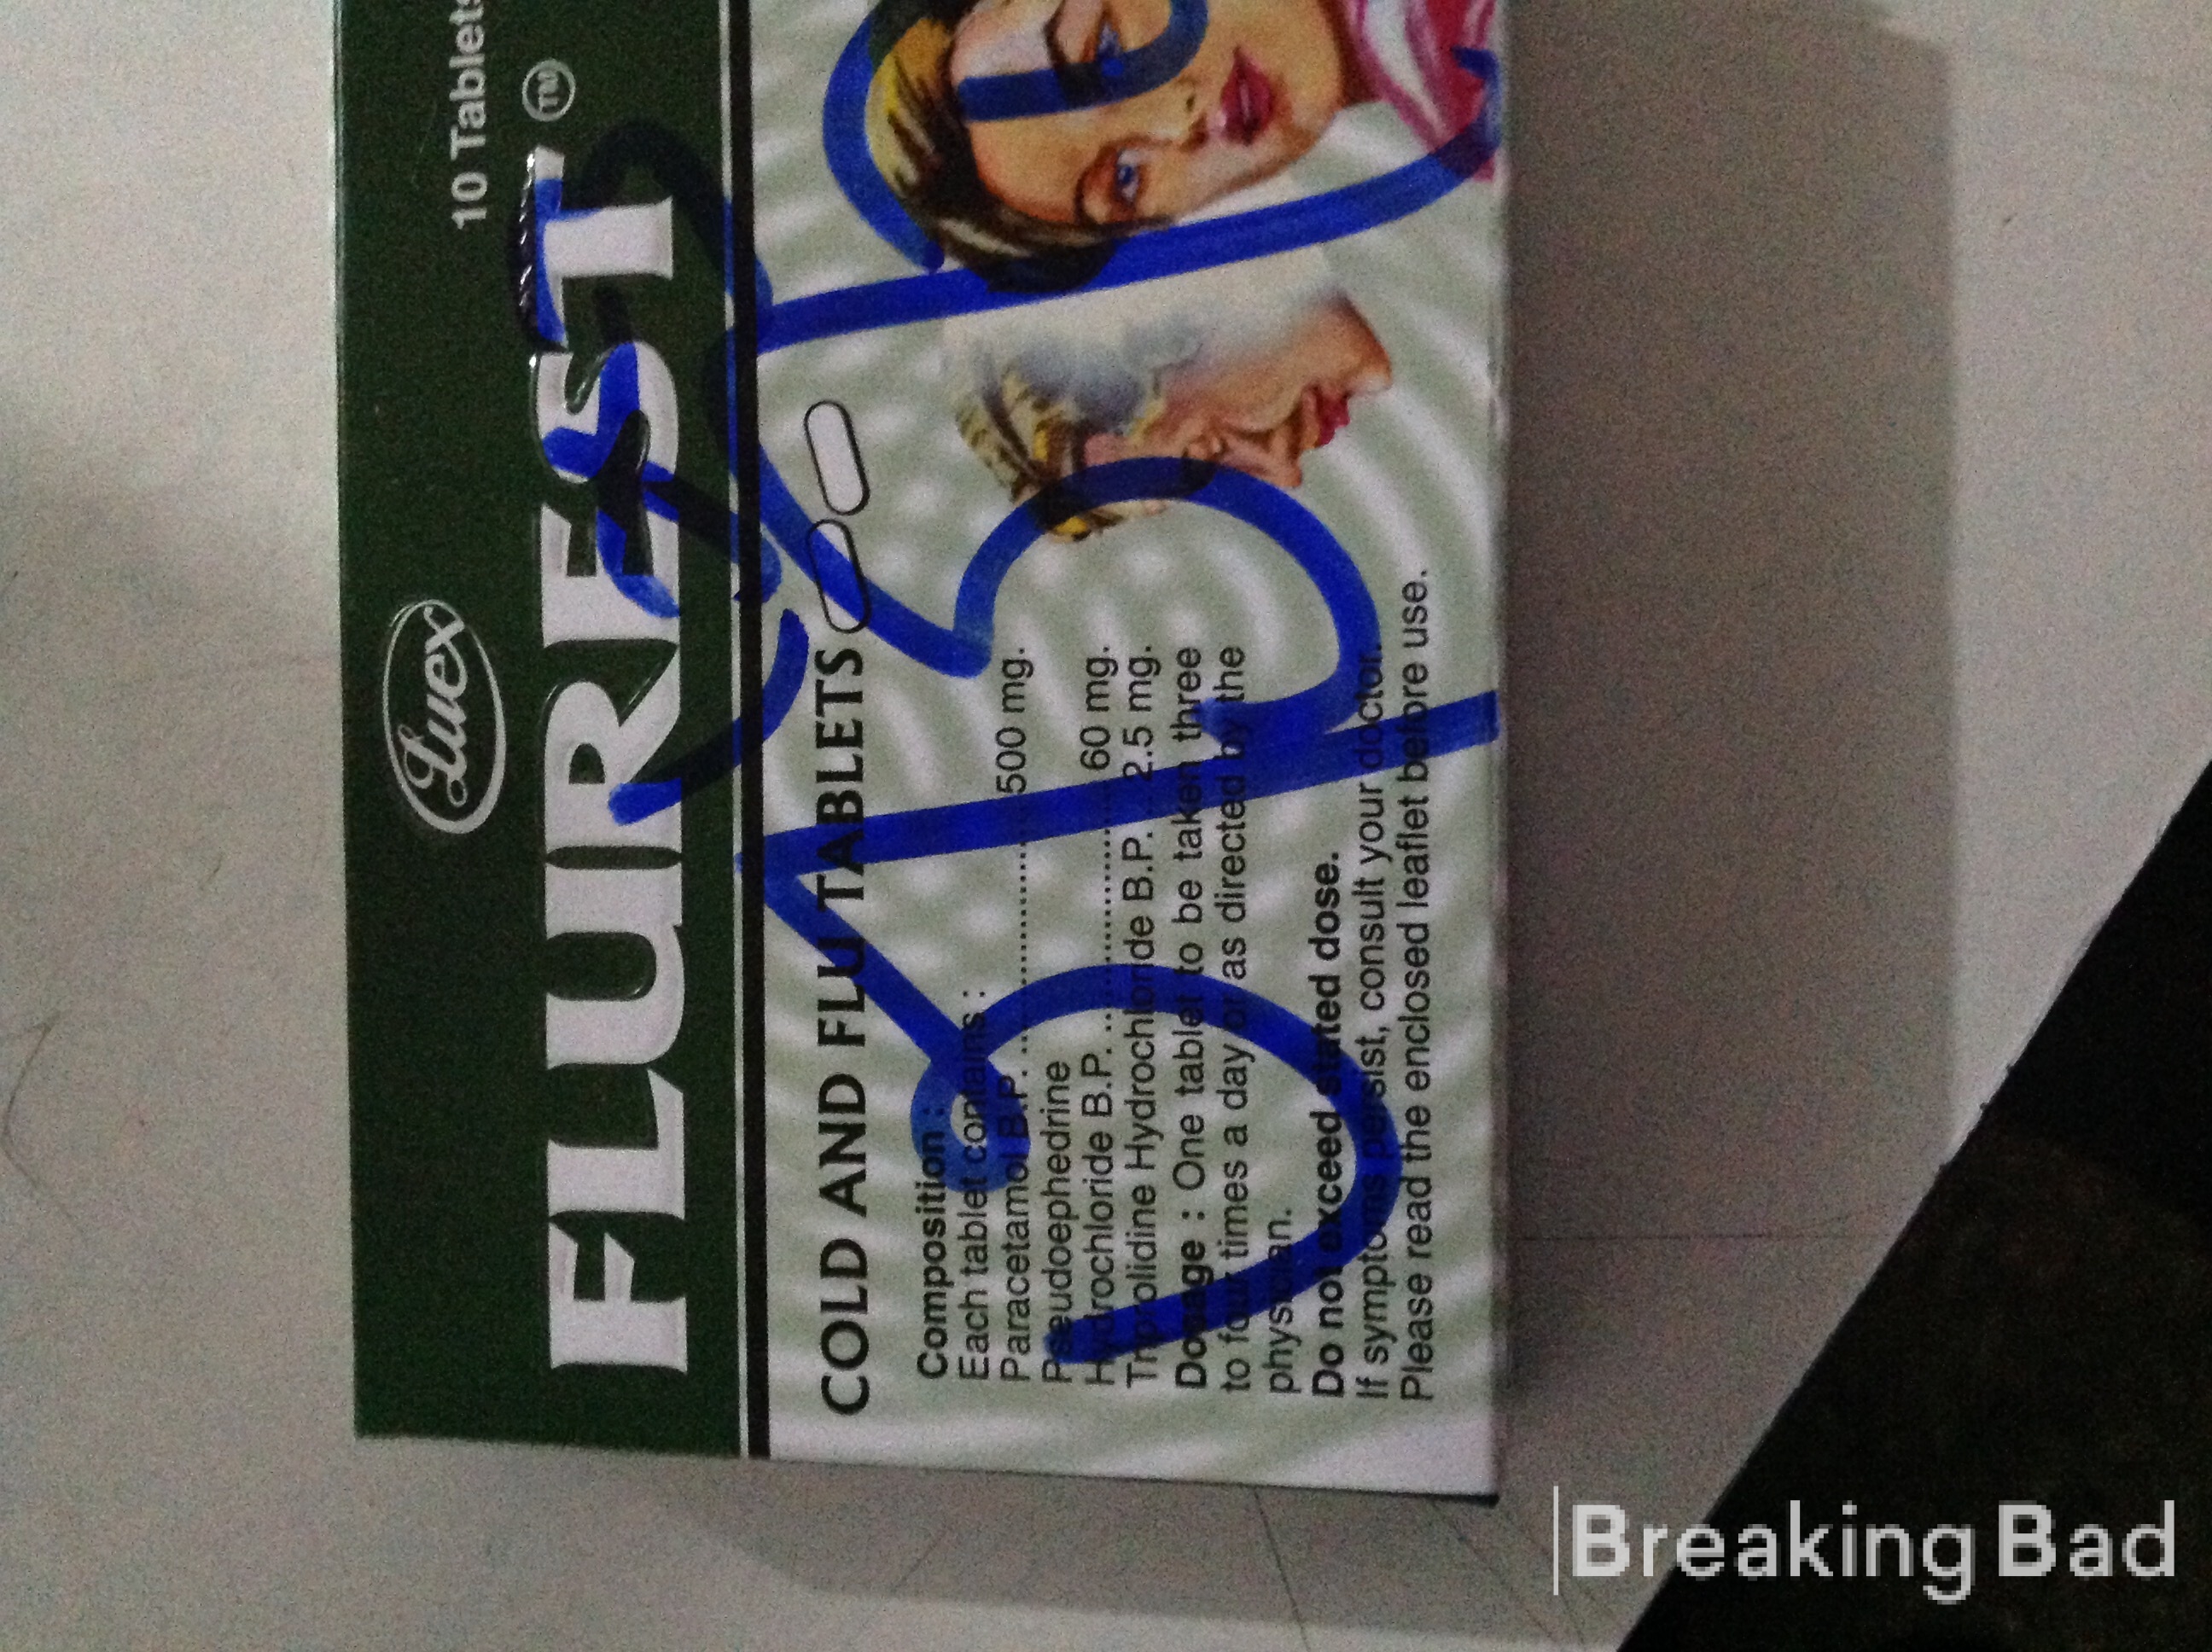 Luex
10 Tablets
FLUREST TM
COLD AND FLU TABLETS
Composition :
Each tablet contains :
Paracetamol B.P. ........................ 500 mg.
Pseudoephedrine
Hydrochloride B.P. ........................ 60 mg.
Triprolidine Hydrochloride B.P. ... 2.5 mg.
Dosage : One tablet to be taken three
to four times a day or as directed by the
physician.
Do not exceed stated dose.
If symptoms persist, consult your doctor.
Please read the enclosed leaflet before use.
Breaking Bad